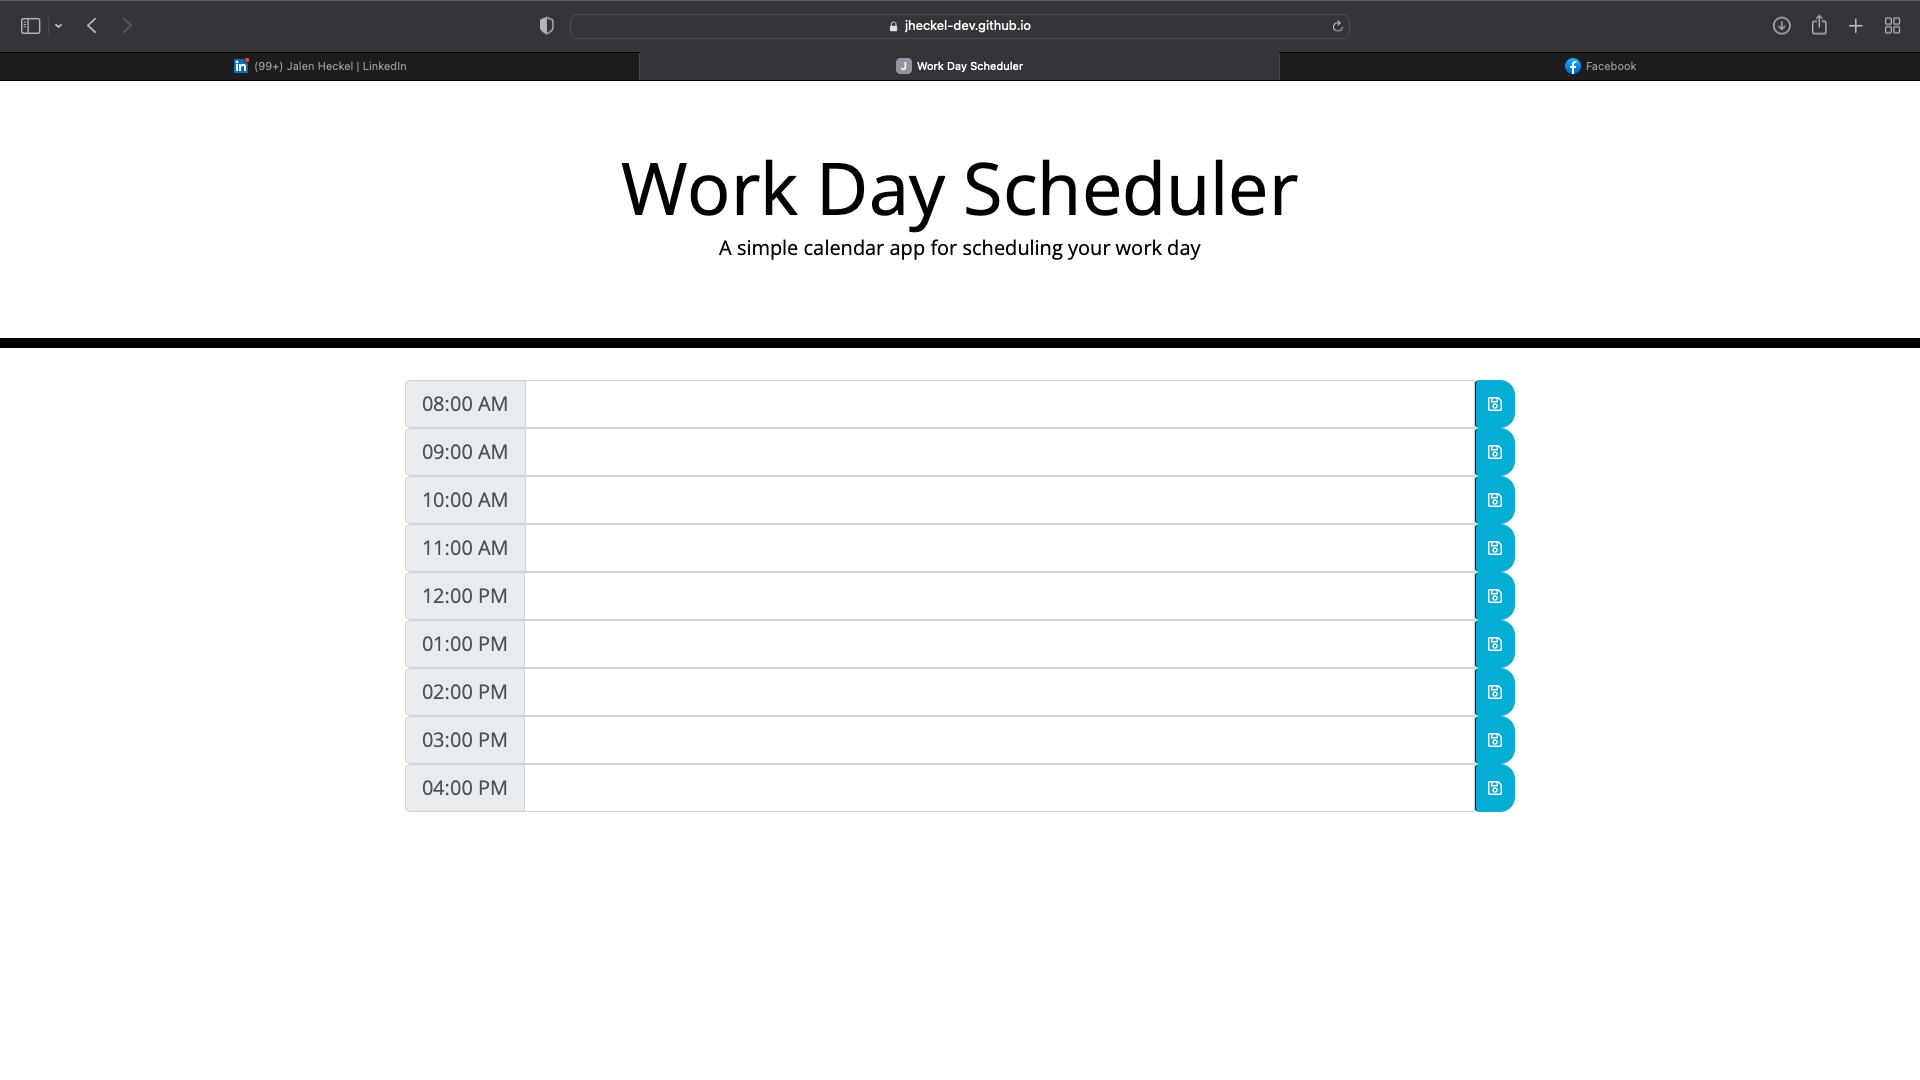 jheckel-dev.github.io
in (99+) Jalen Heckel | LinkedIn
J Work Day Scheduler
Facebook
Work Day Scheduler
A simple calendar app for scheduling your work day
08:00 AM
09:00 AM
10:00 AM
11:00 AM
12:00 PM
01:00 PM
02:00 PM
03:00 PM
04:00 PM